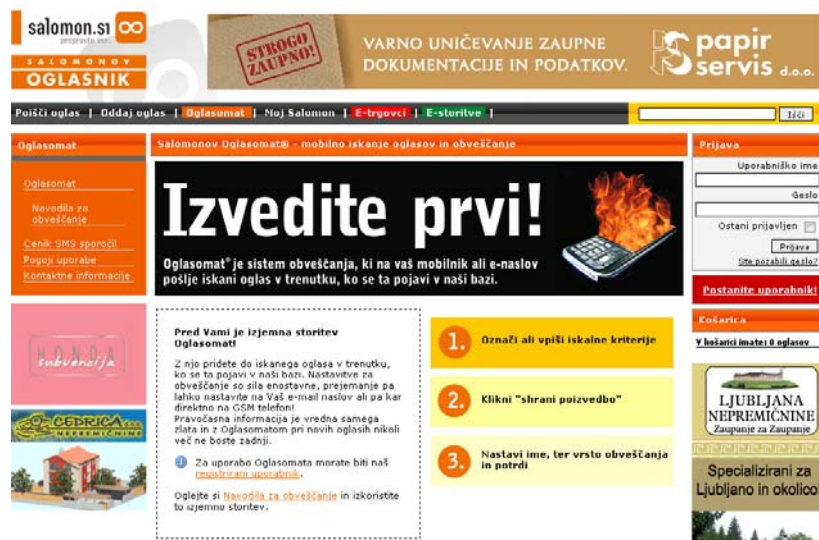 salomon.si
preprosto vse.
SALOMONOV
OGLASNIK
STROGO
ZAUPNO!
VARNO UNIČEVANJE ZAUPNE
DOKUMENTACIJE IN PODATKOV.
papir
servis d.o.o.
Poišči oglas | Oddaj oglas | Oglasomat | Moj Salomon | E-trgovci | E-storitve |
Išči
Oglasomat
Oglasomat
Navodila za
obveščanje
Cenik SMS sporočil
Pogoji uporabe
Kontaktne informacije
Salomonov Oglasomat® - mobilno iskanje oglasov in obveščanje
Izvedite prvi!
Oglasomat® je sistem obveščanja, ki na vaš mobilnik ali e-naslov
pošlje iskani oglas v trenutku, ko se ta pojavi v naši bazi.
Prijava
Uporabniško ime
Geslo
Ostani prijavljen
Prijava
Ste pozabili geslo?
Postanite uporabnik!
Košarica
V košarici imate: 0 oglasov
HONDA
subvencija
CEDRICA d.o.o.
NEPREMIČNINE
Pred Vami je izjemna storitev
Oglasomat!
Z njo pridete do iskanega oglasa v trenutku,
ko se ta pojavi v naši bazi. Nastavitve za
obveščanje so sila enostavne, prejemanje pa
lahko nastavite na Vaš e-mail naslov ali pa kar
direktno na GSM telefon!
Pravočasna informacija je vredna samega
zlata in z Oglasomatom pri novih oglasih nikoli
več ne boste zadnji.
Za uporabo Oglasomata morate biti naš
registrirani uporabnik.
Oglejte si Navodila za obveščanje in izkoristite
to izjemno storitev.
1. Označi ali vpiši iskalne kriterije
2. Klikni "shrani poizvedbo"
3. Nastavi ime, ter vrsto obveščanja
in potrdi
LJUBLJANA
NEPREMIČNINE
Zaupanje za Zaupanje
Specializirani za
Ljubljano in okolico!